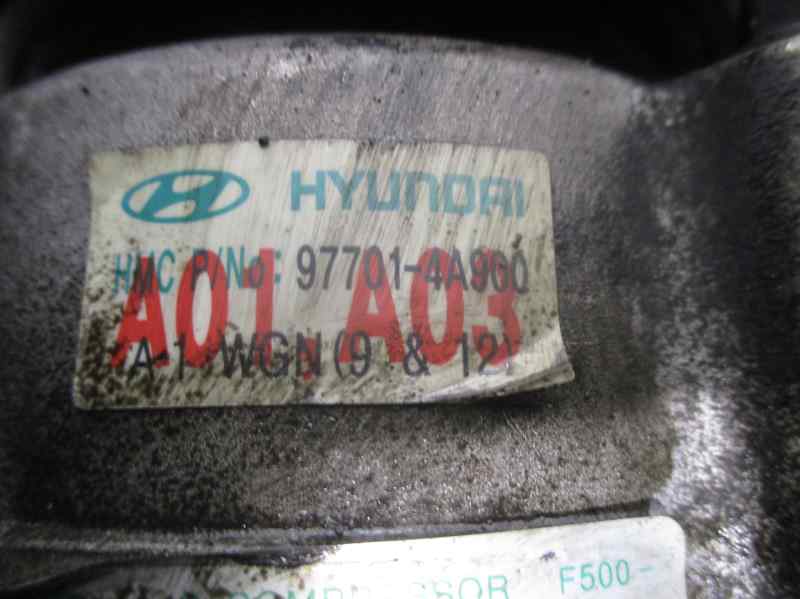 HYUNDAI
HMC P/No: 97701-4A900
A01, A03
A-1 WGN(9 & 12)
COMPRESSOR F500-